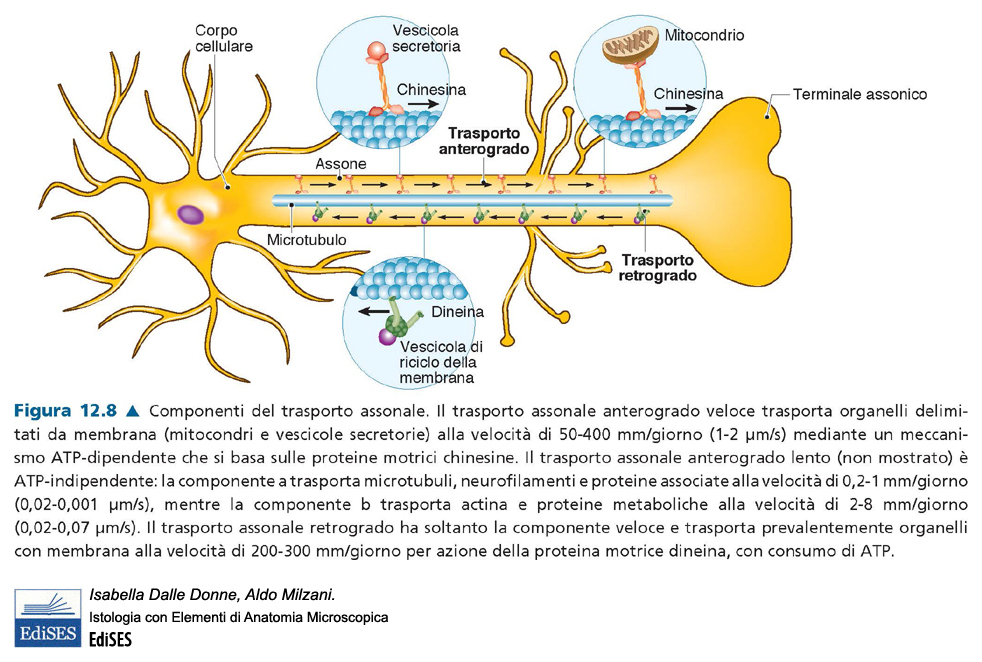 Corpo
cellulare
Vescicola
secretoria
Chinesina
Mitocondrio
Chinesina
Terminale assonico
Trasporto
anterogrado
Assone
Microtubulo
Trasporto
retrogrado
Dineina
Vescicola di
riciclo della
membrana
Figura 12.8 ▲ Componenti del trasporto assonale. Il trasporto assonale anterogrado veloce trasporta organelli delimi-
tati da membrana (mitocondri e vescicole secretorie) alla velocità di 50-400 mm/giorno (1-2 µm/s) mediante un meccani-
smo ATP-dipendente che si basa sulle proteine motrici chinesine. Il trasporto assonale anterogrado lento (non mostrato) è
ATP-indipendente: la componente a trasporta microtubuli, neurofilamenti e proteine associate alla velocità di 0,2-1 mm/giorno
(0,02-0,001 µm/s), mentre la componente b trasporta actina e proteine metaboliche alla velocità di 2-8 mm/giorno
(0,02-0,07 µm/s). Il trasporto assonale retrogrado ha soltanto la componente veloce e trasporta prevalentemente organelli
con membrana alla velocità di 200-300 mm/giorno per azione della proteina motrice dineina, con consumo di ATP.
Isabella Dalle Donne, Aldo Milzani.
Istologia con Elementi di Anatomia Microscopica
EdiSES
EdiSES